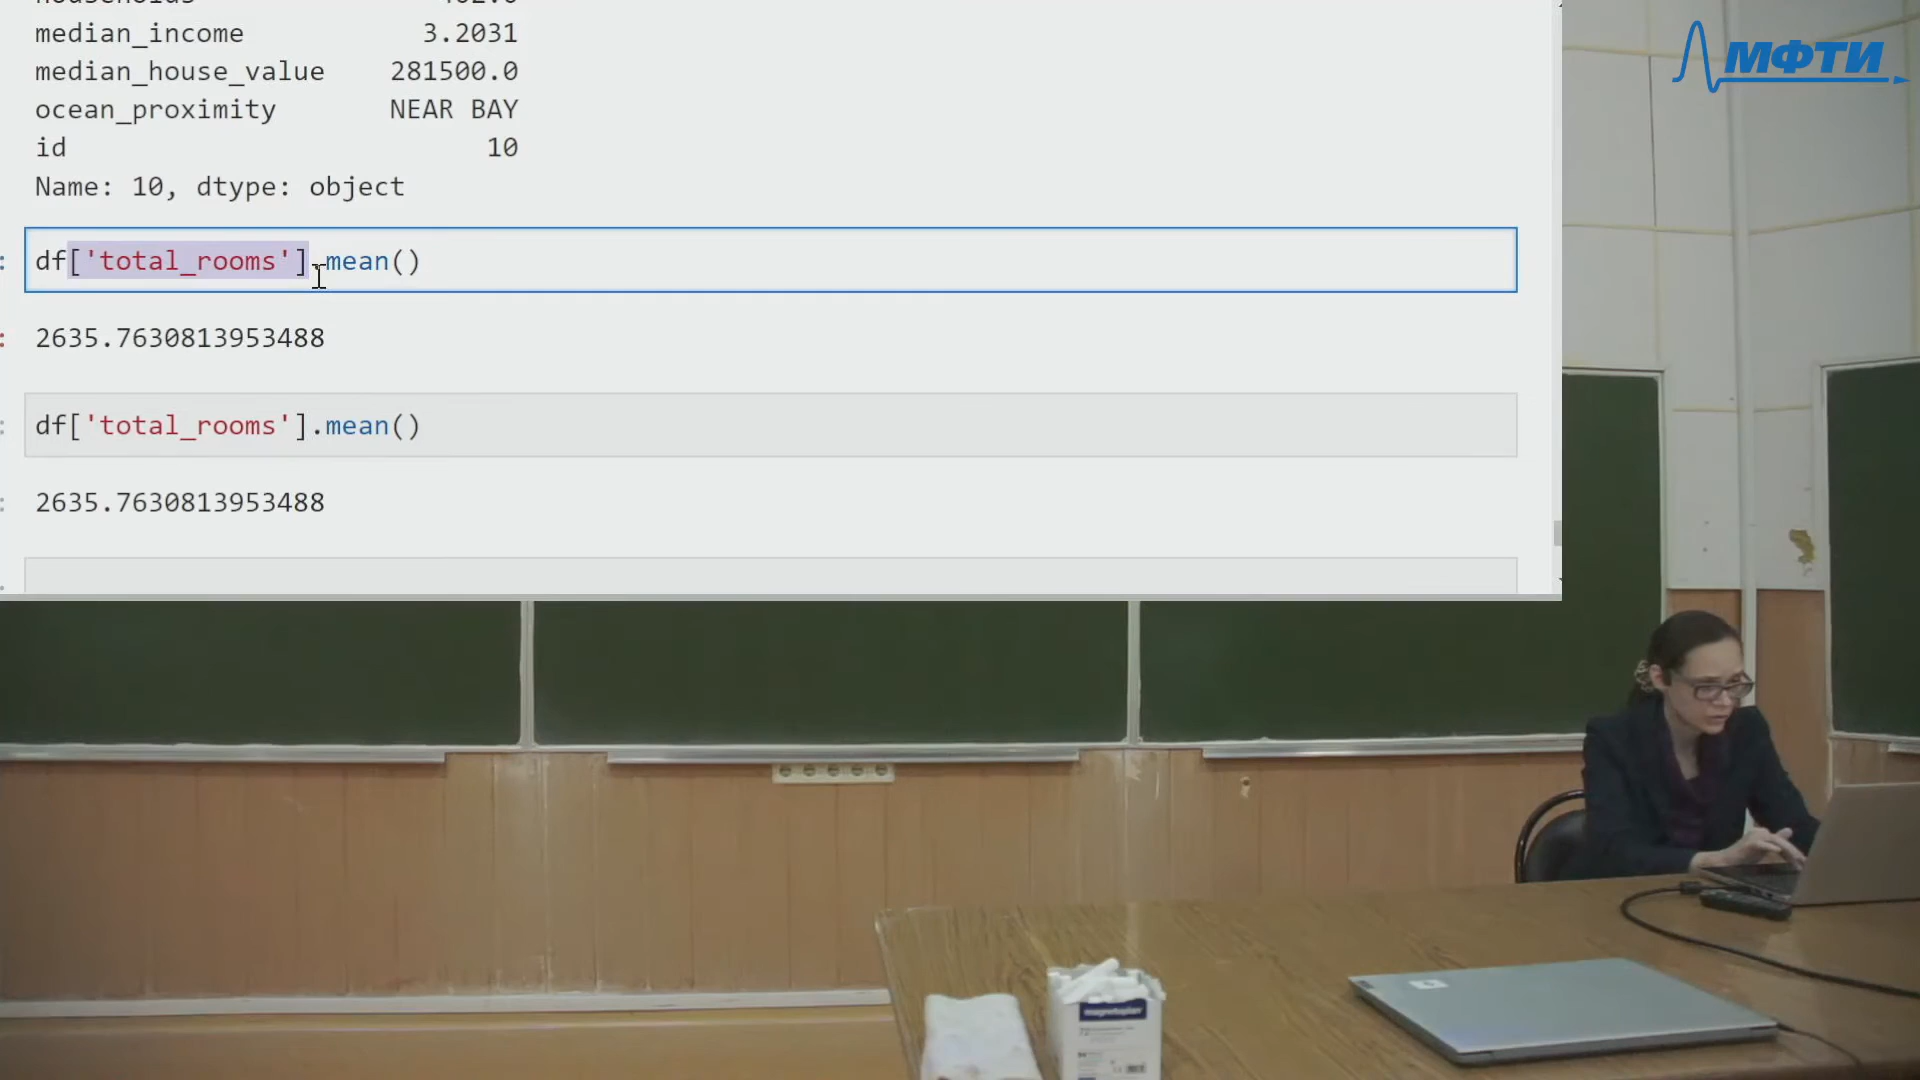 median_income 3.2031
median_house_value 281500.0
ocean_proximity NEAR BAY
id 10
Name: 10, dtype: object
df['total_rooms'].mean()
2635.7630813953488
df['total_rooms'].mean()
2635.7630813953488
МФТИ
magnetoplan